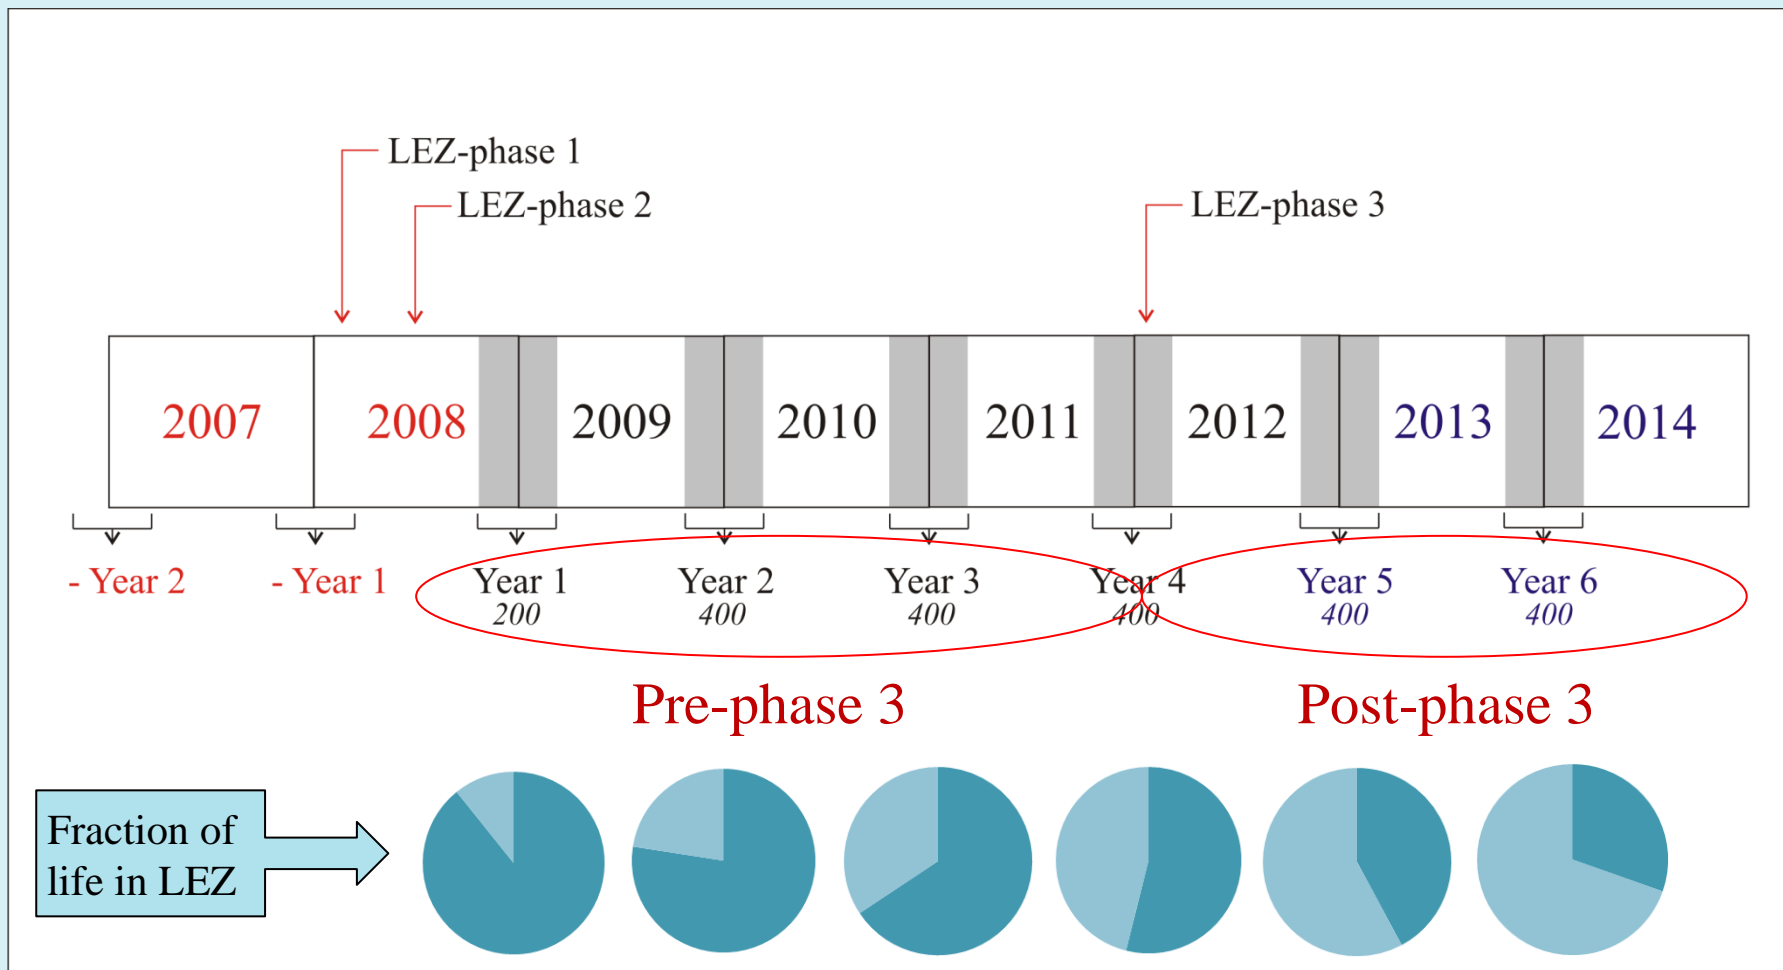 LEZ-phase 1
LEZ-phase 2
LEZ-phase 3
2007 2008 2009 2010 2011 2012 2013 2014
- Year 2 - Year 1 Year 1 Year 2 Year 3 Year 4 Year 5 Year 6
200 400 400 400 400 400
Pre-phase 3 Post-phase 3
Fraction of
life in LEZ